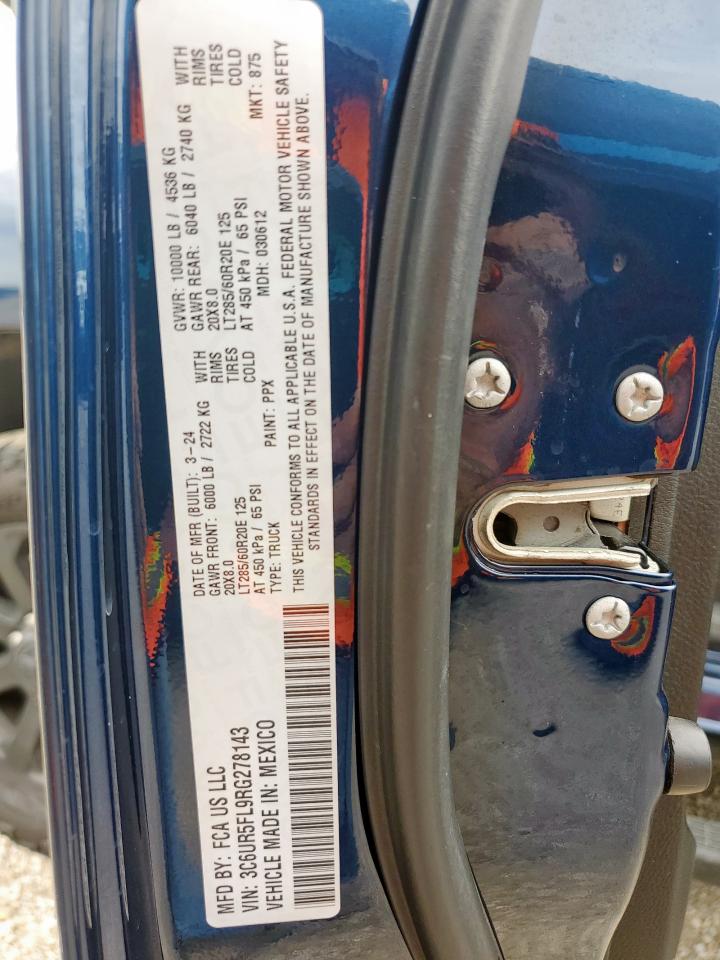 MFD BY: FCA US LLC
VIN: 3C6UR5FL9RG278143
VEHICLE MADE IN: MEXICO
DATE OF MFR (BUILT): 3-24
GAWR FRONT: 6000 LB / 2722 KG WITH
20X8.0 RIMS
LT285/60R20E 125 TIRES
AT 450 kPa / 65 PSI COLD
TYPE: TRUCK PAINT: PPX
GVWR: 10000 LB / 4536 KG
GAWR REAR: 6040 LB / 2740 KG WITH
20X8.0 RIMS
LT285/60R20E 125 TIRES
AT 450 kPa / 65 PSI COLD
MDH: 030612 MKT: 875
THIS VEHICLE CONFORMS TO ALL APPLICABLE U.S.A. FEDERAL MOTOR VEHICLE SAFETY
STANDARDS IN EFFECT ON THE DATE OF MANUFACTURE SHOWN ABOVE.